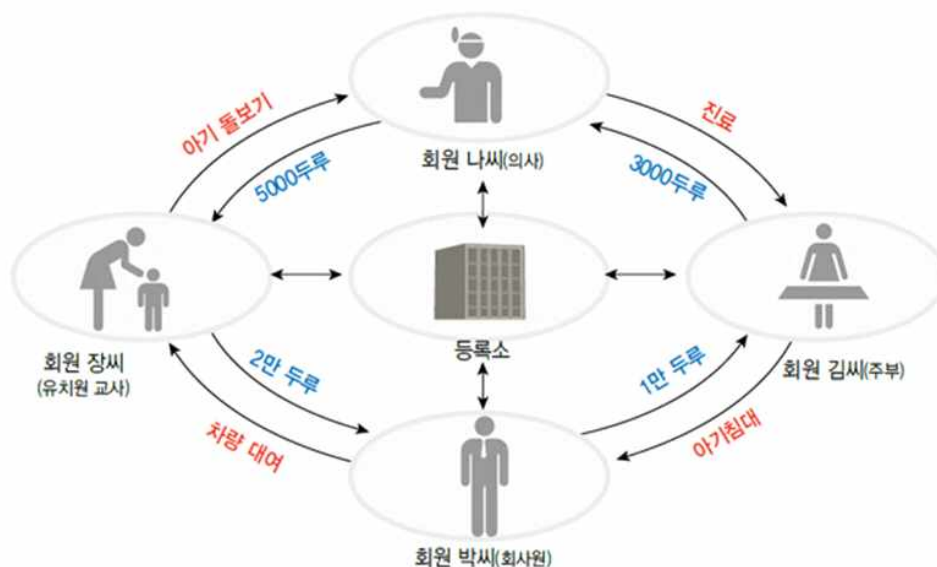 아기 돌보기
진료
회원 나씨(의사)
5000두루
3000두루
등록소
회원 장씨
(유치원 교사)
회원 김씨(주부)
2만 두루
1만 두루
차량 대여
아기침대
회원 박씨(회사원)